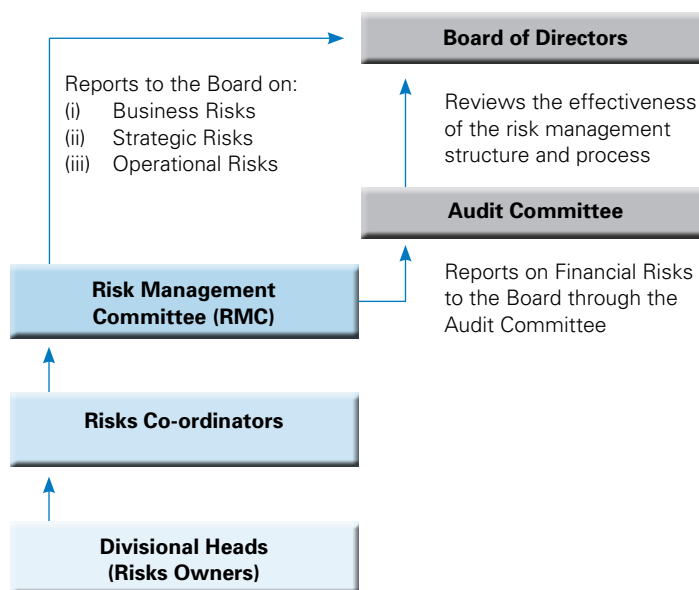 Board of Directors
Reports to the Board on:
(i) Business Risks
(ii) Strategic Risks
(iii) Operational Risks
Reviews the effectiveness
of the risk management
structure and process
Audit Committee
Risk Management
Committee (RMC)
Reports on Financial Risks
to the Board through the
Audit Committee
Risks Co-ordinators
Divisional Heads
(Risks Owners)